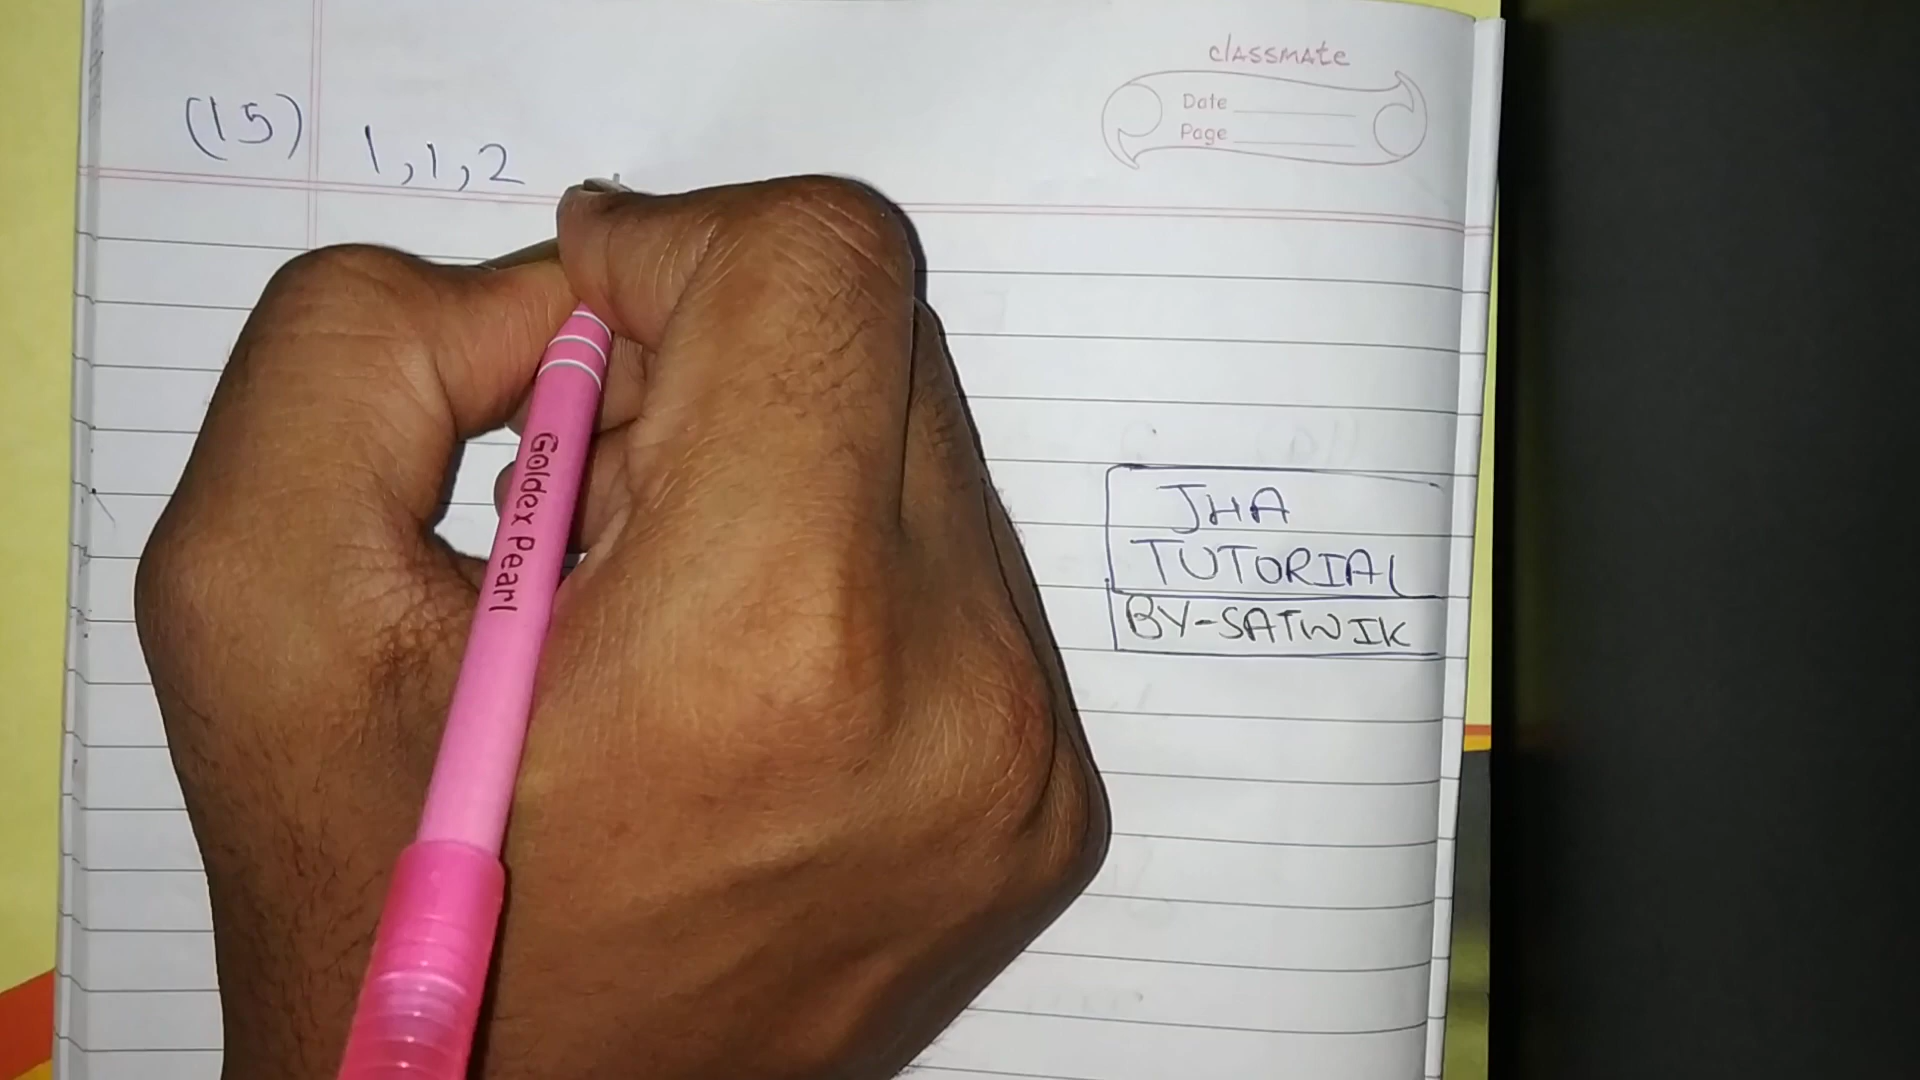 classmate
Date
Page
(15) 1,1,2
Goldex Pearl
JHA
TUTORIAL
BY-SATWIK